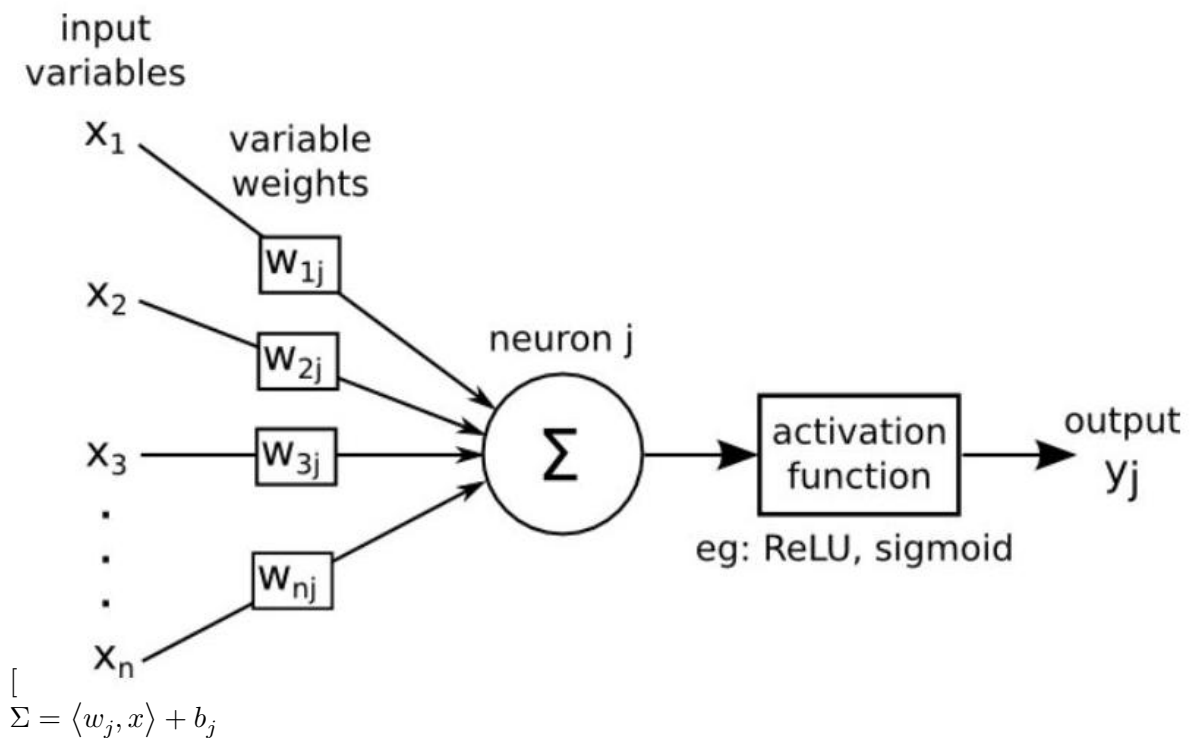 input
variables
x₁
variable
weights
w₁ⱼ
x₂
w₂ⱼ
neuron j
x₃
w₃ⱼ
Σ
activation
function
output
yⱼ
eg: ReLU, sigmoid
.
.
.
wₙⱼ
xₙ
[
Σ = ⟨wⱼ, x⟩ + bⱼ